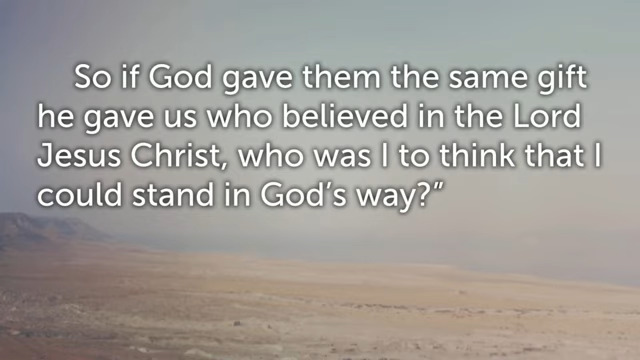 So if God gave them the same gift
he gave us who believed in the Lord
Jesus Christ, who was I to think that I
could stand in God’s way?”